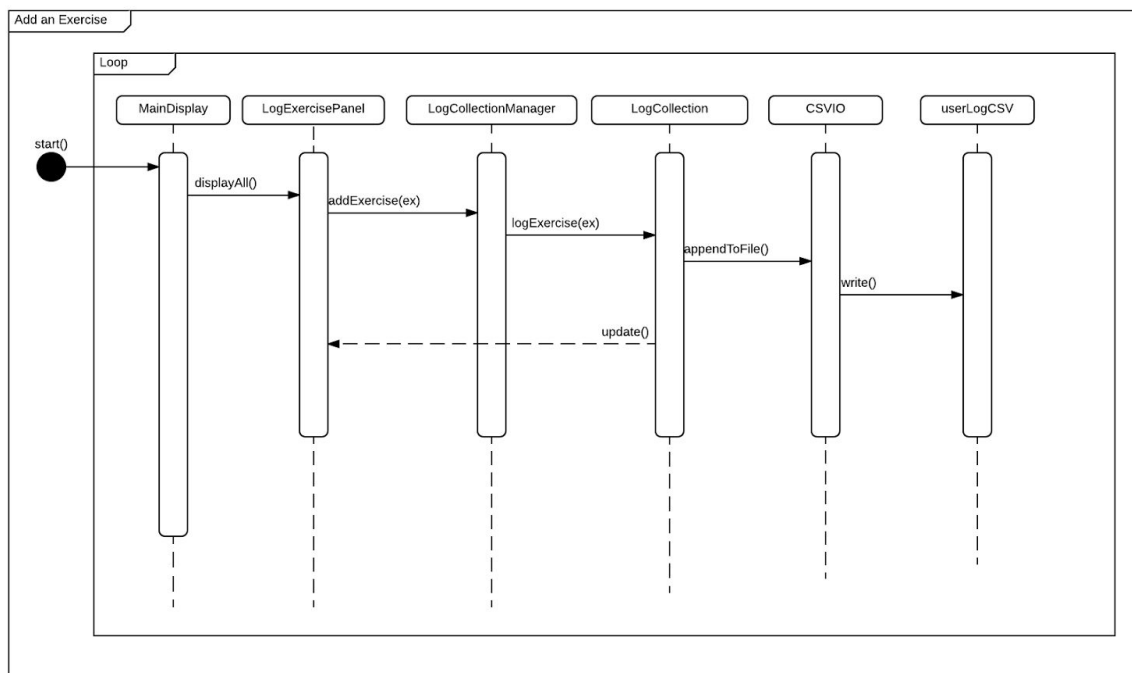 Add an Exercise
Loop
MainDisplay
LogExercisePanel
LogCollectionManager
LogCollection
CSVIO
userLogCSV
start()
displayAll()
addExercise(ex)
logExercise(ex)
appendToFile()
write()
update()